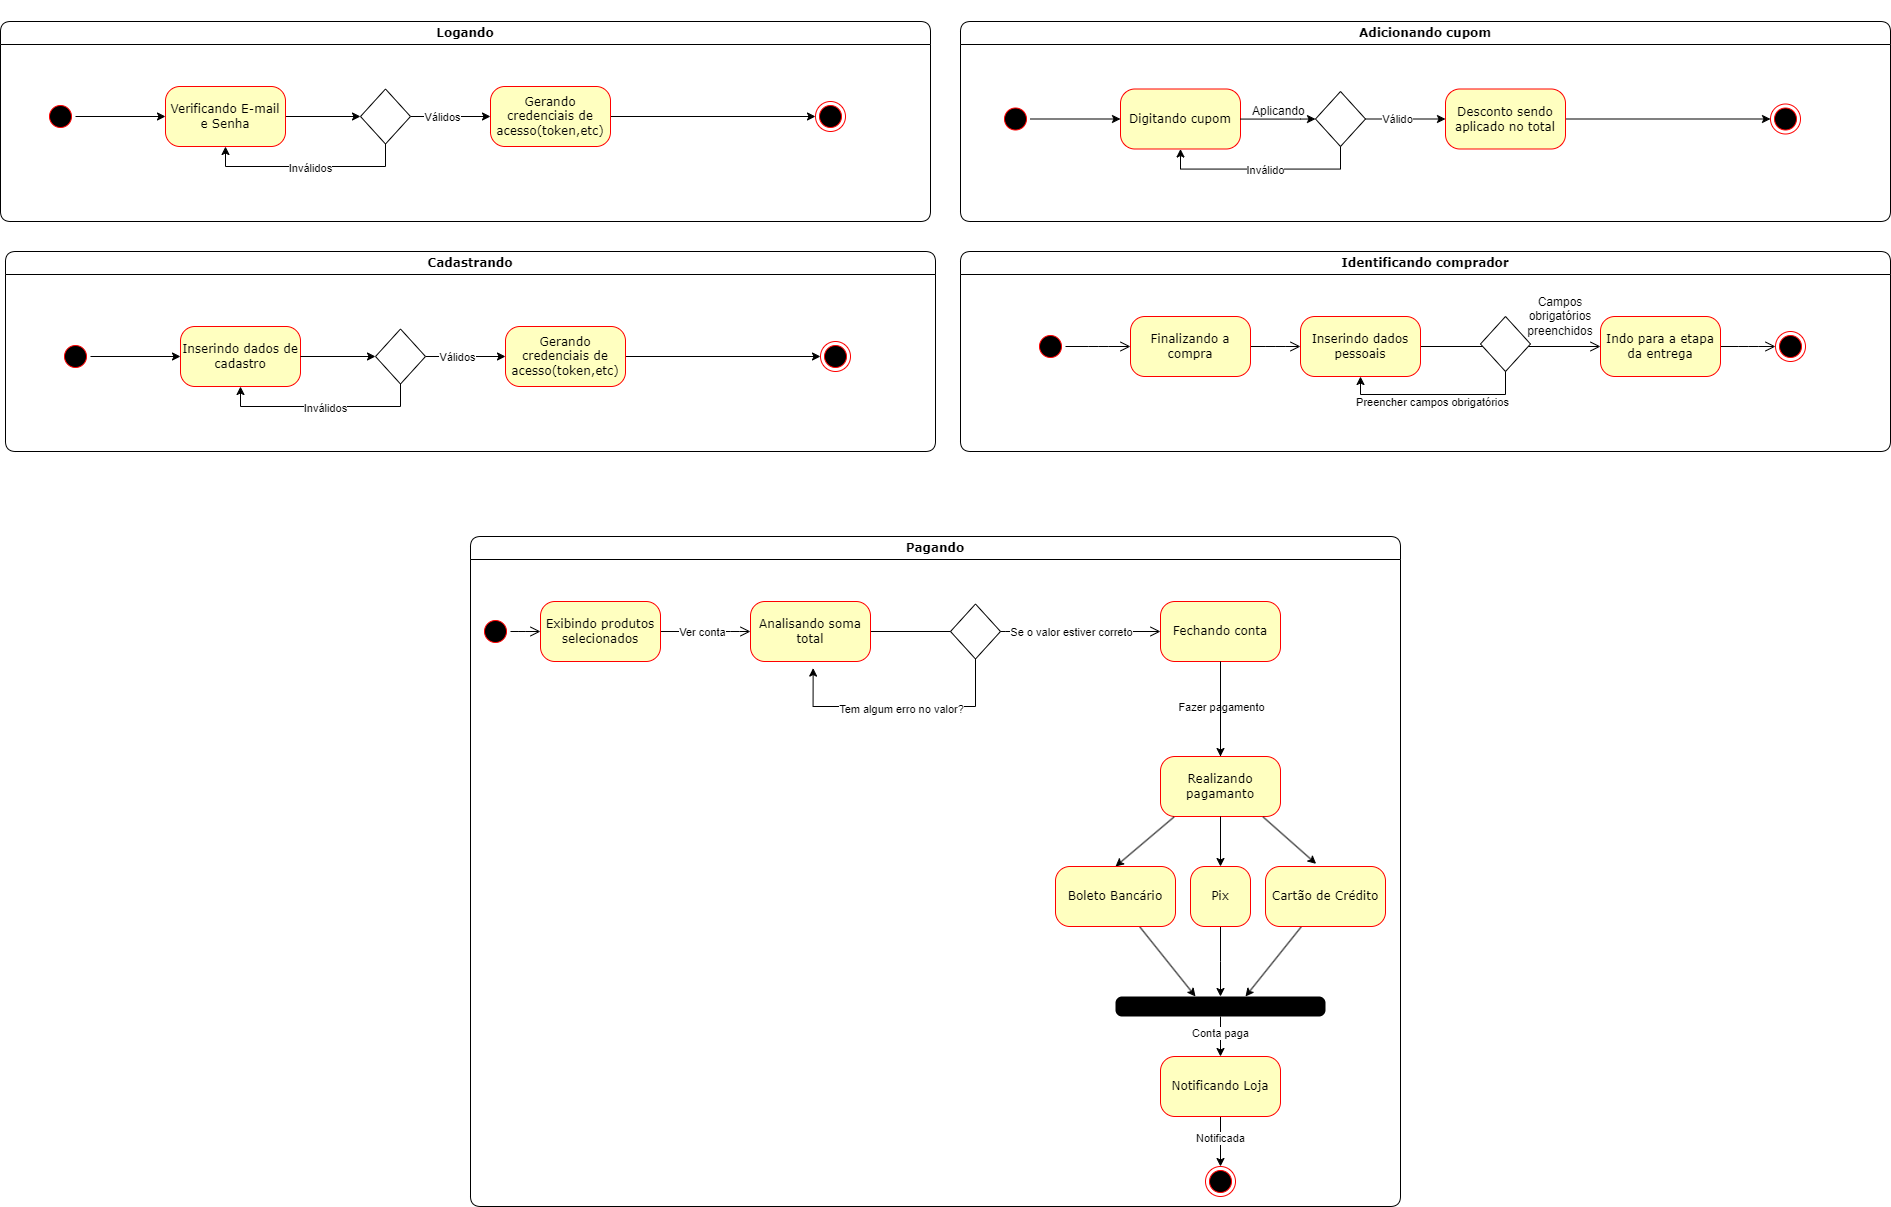 Logando
Verificando E-mail
e Senha
Válidos
Gerando
credenciais de
acesso(token,etc)
Inválidos
Adicionando cupom
Digitando cupom
Aplicando
Válido
Desconto sendo
aplicado no total
Inválido
Cadastrando
Inserindo dados de
cadastro
Válidos
Gerando
credenciais de
acesso(token,etc)
Inválidos
Identificando comprador
Finalizando a
compra
Inserindo dados
pessoais
Campos
obrigatórios
preenchidos
Indo para a etapa
da entrega
Preencher campos obrigatórios
Pagando
Exibindo produtos
selecionados
Ver conta
Analisando soma
total
Se o valor estiver correto
Fechando conta
Tem algum erro no valor?
Fazer pagamento
Realizando
pagamanto
Boleto Bancário
Pix
Cartão de Crédito
Conta paga
Notificando Loja
Notificada